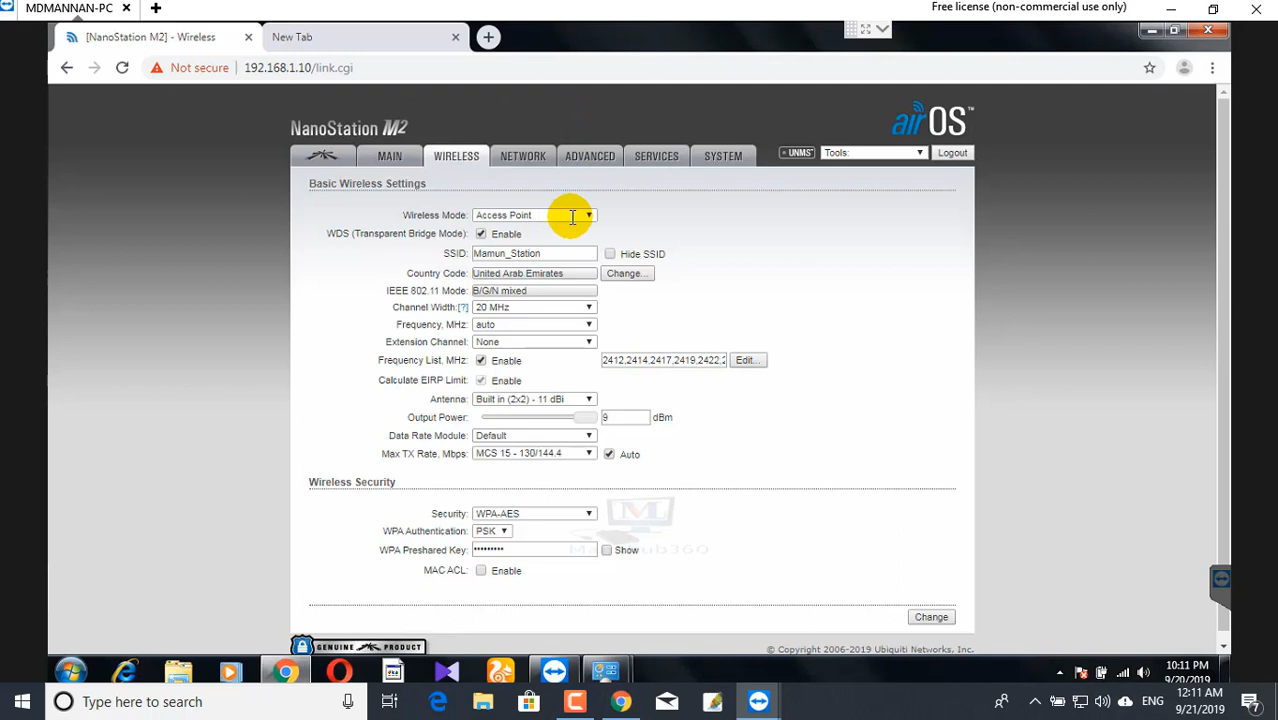 MDMANNAN-PC
Free license (non-commercial use only)
[NanoStation M2] - Wireless
New Tab
Not secure 192.168.1.10/link.cgi
NanoStation M2
airOS™
MAIN WIRELESS NETWORK ADVANCED SERVICES SYSTEM UNMS™ Tools: Logout
Basic Wireless Settings
Wireless Mode: Access Point
WDS (Transparent Bridge Mode): Enable
SSID: Mamun_Station Hide SSID
Country Code: United Arab Emirates Change...
IEEE 802.11 Mode: B/G/N mixed
Channel Width:[?] 20 MHz
Frequency, MHz: auto
Extension Channel: None
Frequency List, MHz: Enable 2412,2414,2417,2419,2422,2 Edit...
Calculate EIRP Limit: Enable
Antenna: Built in (2x2) - 11 dBi
Output Power: 9 dBm
Data Rate Module: Default
Max TX Rate, Mbps: MCS 15 - 130/144.4 Auto
Wireless Security
Security: WPA-AES
WPA Authentication: PSK
WPA Preshared Key: ••••••••• Show
MAC ACL: Enable
Change
GENUINE PRODUCT
© Copyright 2006-2019 Ubiquiti Networks, Inc.
10:11 PM
9/20/2019
Type here to search
ENG
12:11 AM
9/21/2019
7